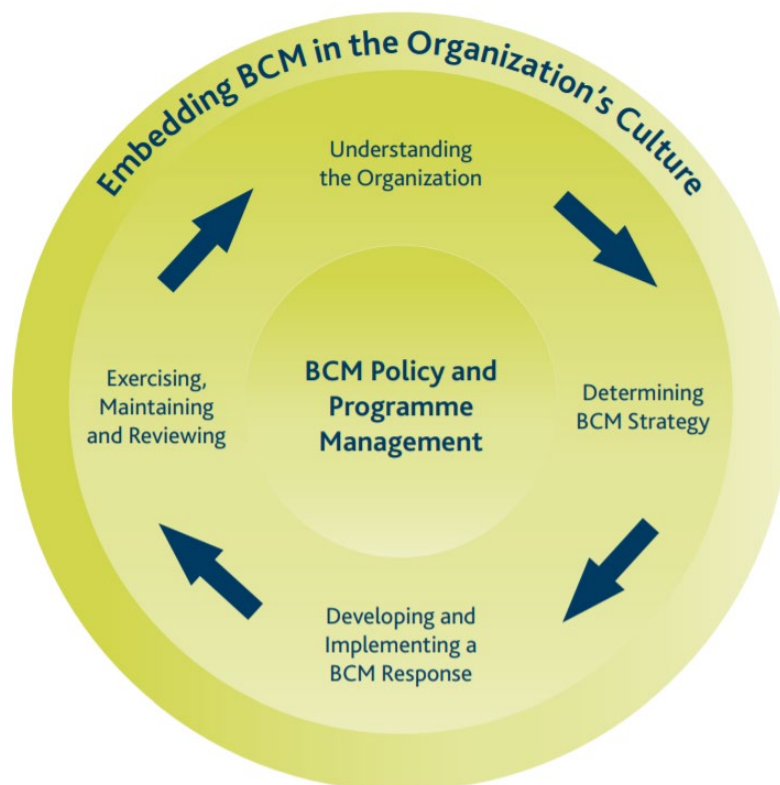 Embedding BCM in the Organization's Culture
Understanding
the Organization
Exercising,
Maintaining
and Reviewing
BCM Policy and
Programme
Management
Determining
BCM Strategy
Developing and
Implementing a
BCM Response